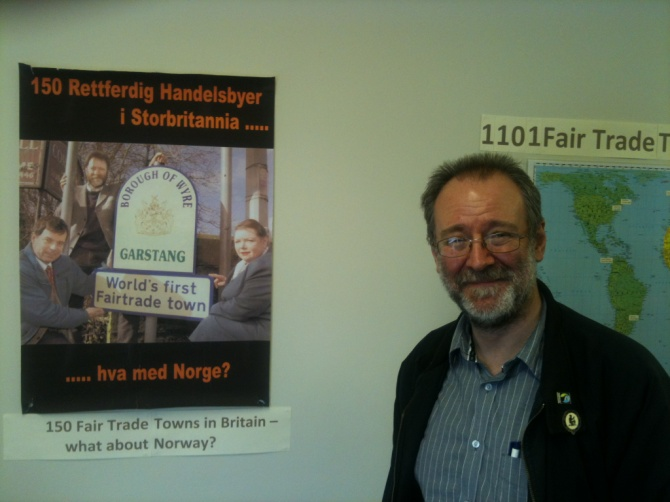 150 Rettferdig Handelsbyer
i Storbritannia .....
BOROUGH OF WYRE
GARSTANG
World's first
Fairtrade town
..... hva med Norge?
150 Fair Trade Towns in Britain –
what about Norway?
1101Fair Trade T